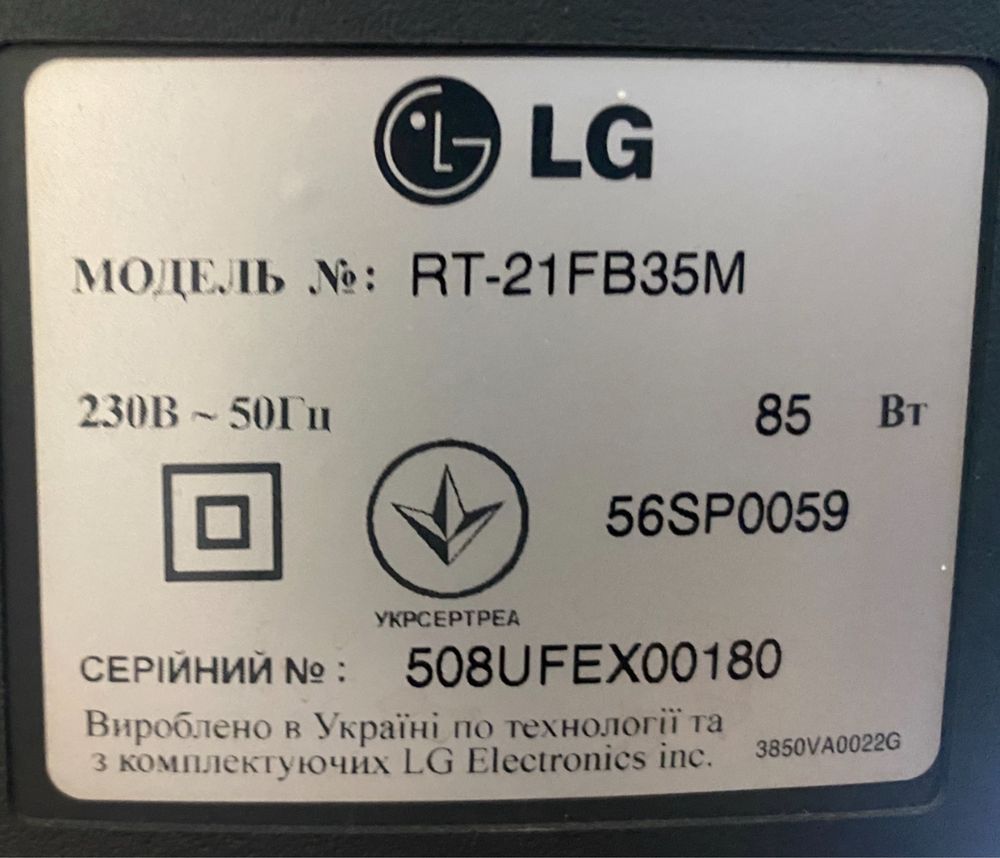 LG
МОДЕЛЬ №: RT-21FB35M
230В ~ 50Гц 85 Вт
56SP0059
УКРСЕРТРЕА
СЕРІЙНИЙ №: 508UFEX00180
Вироблено в Україні по технології та
з комплектуючих LG Electronics inc. 3850VA0022G